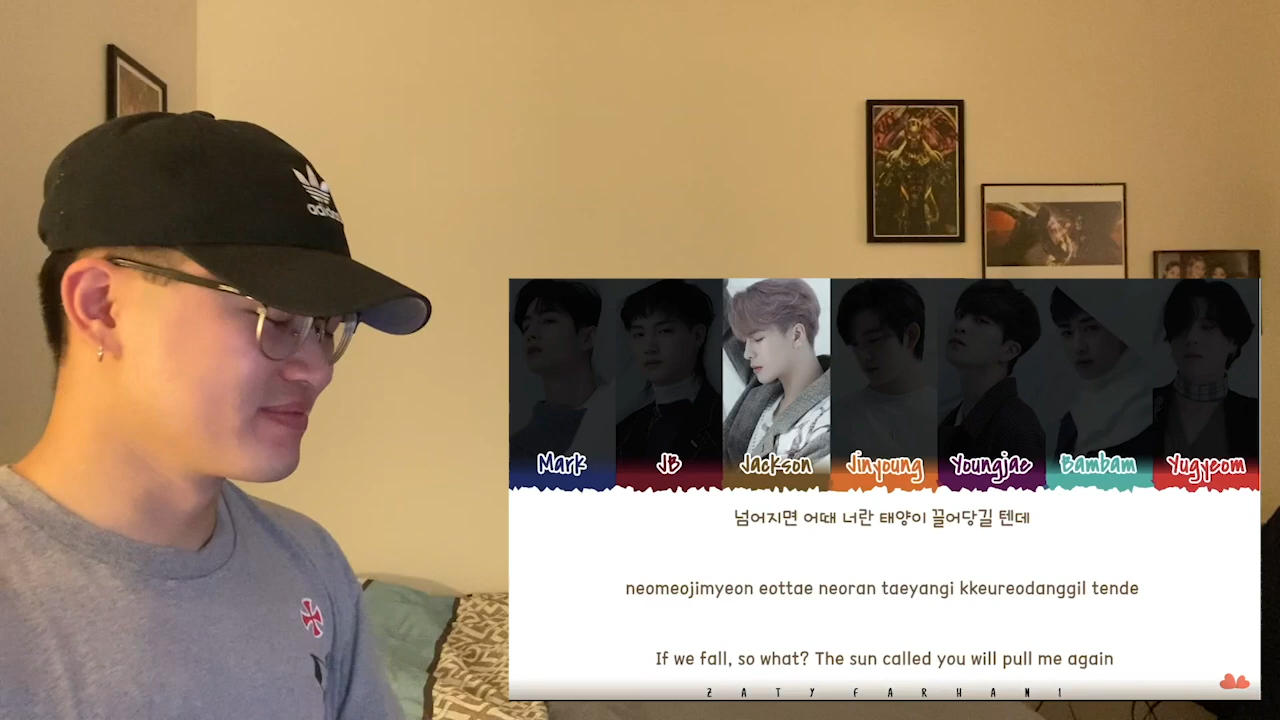 adidas
Mark JB Jackson Jinyoung Youngjae Bambam Yugyeom
넘어지면 어때 너란 태양이 끌어당길 텐데
neomeojimyeon eottae neoran taeyangi kkeureodanggil tende
If we fall, so what? The sun called you will pull me again
ZATY FARHANI